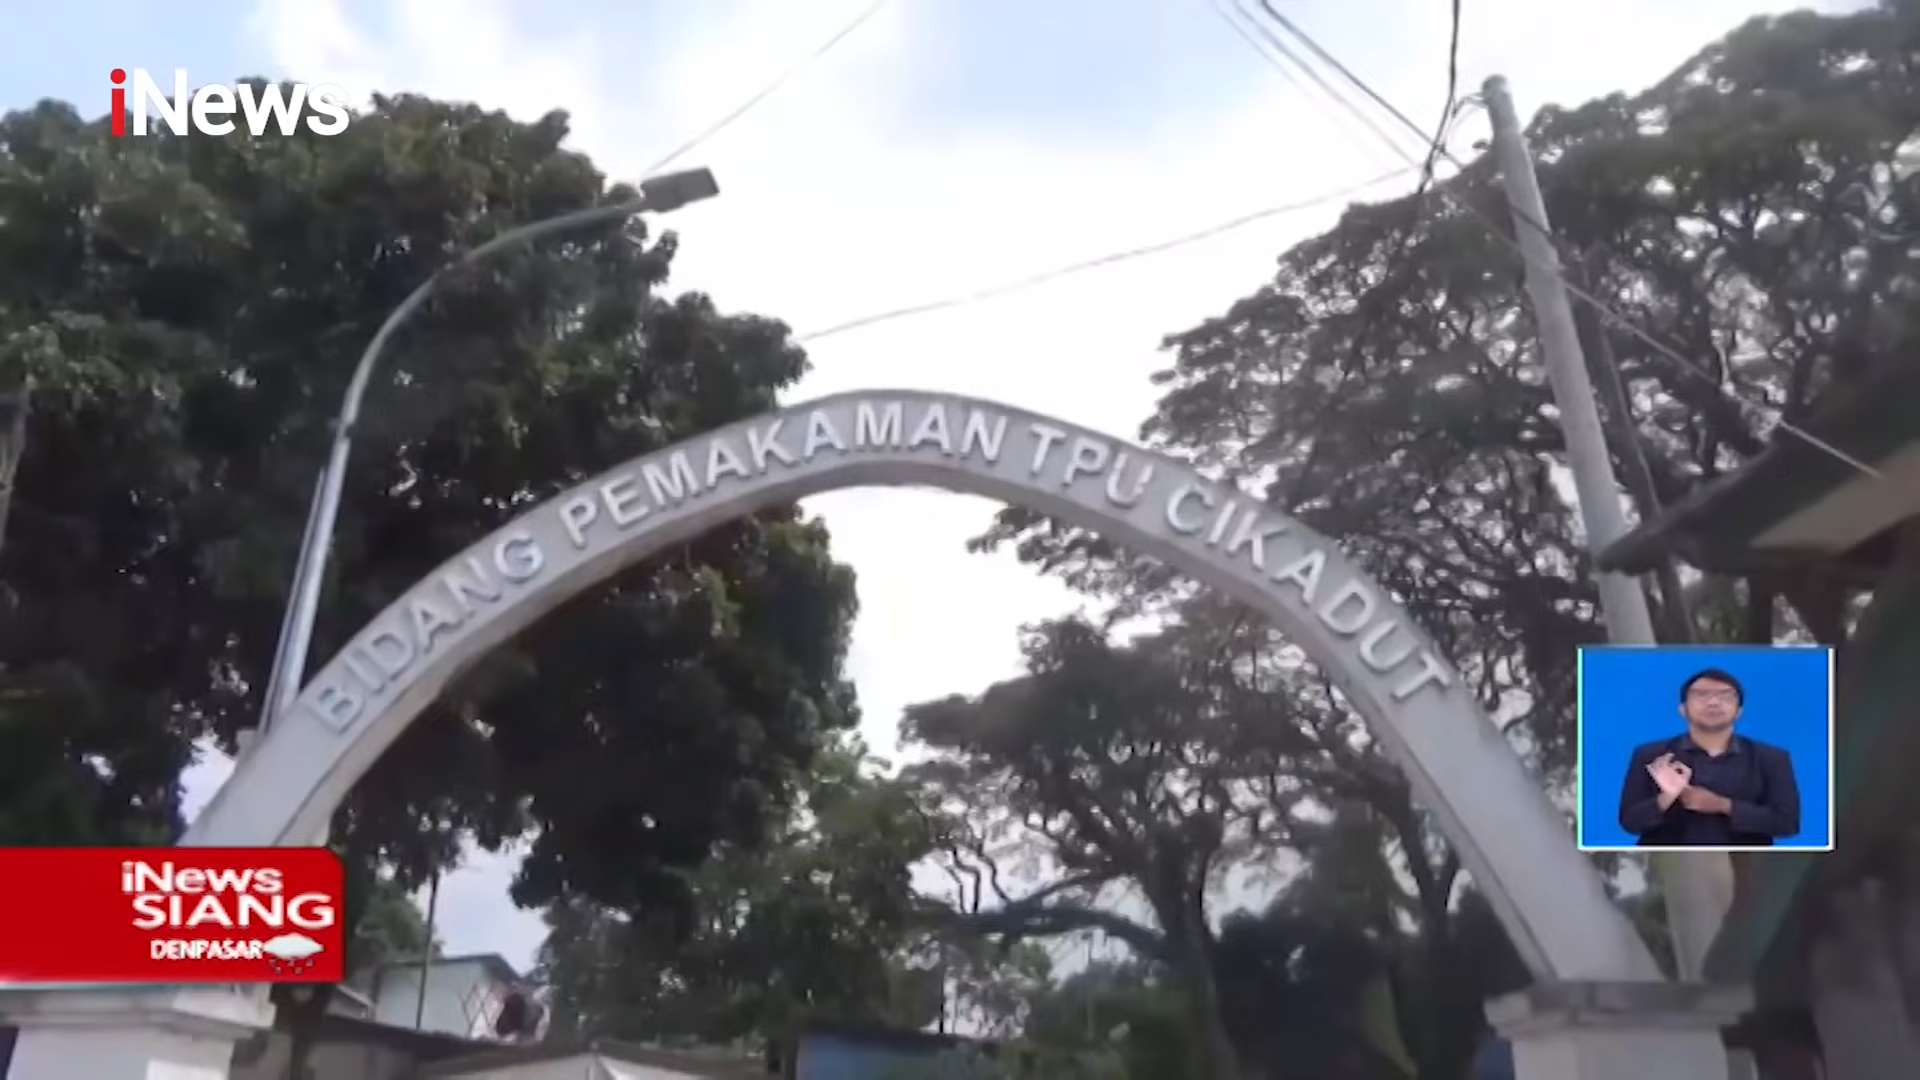 iNews
BIDANG PEMAKAMAN TPU CIKADUT
iNews
SIANG
DENPASAR